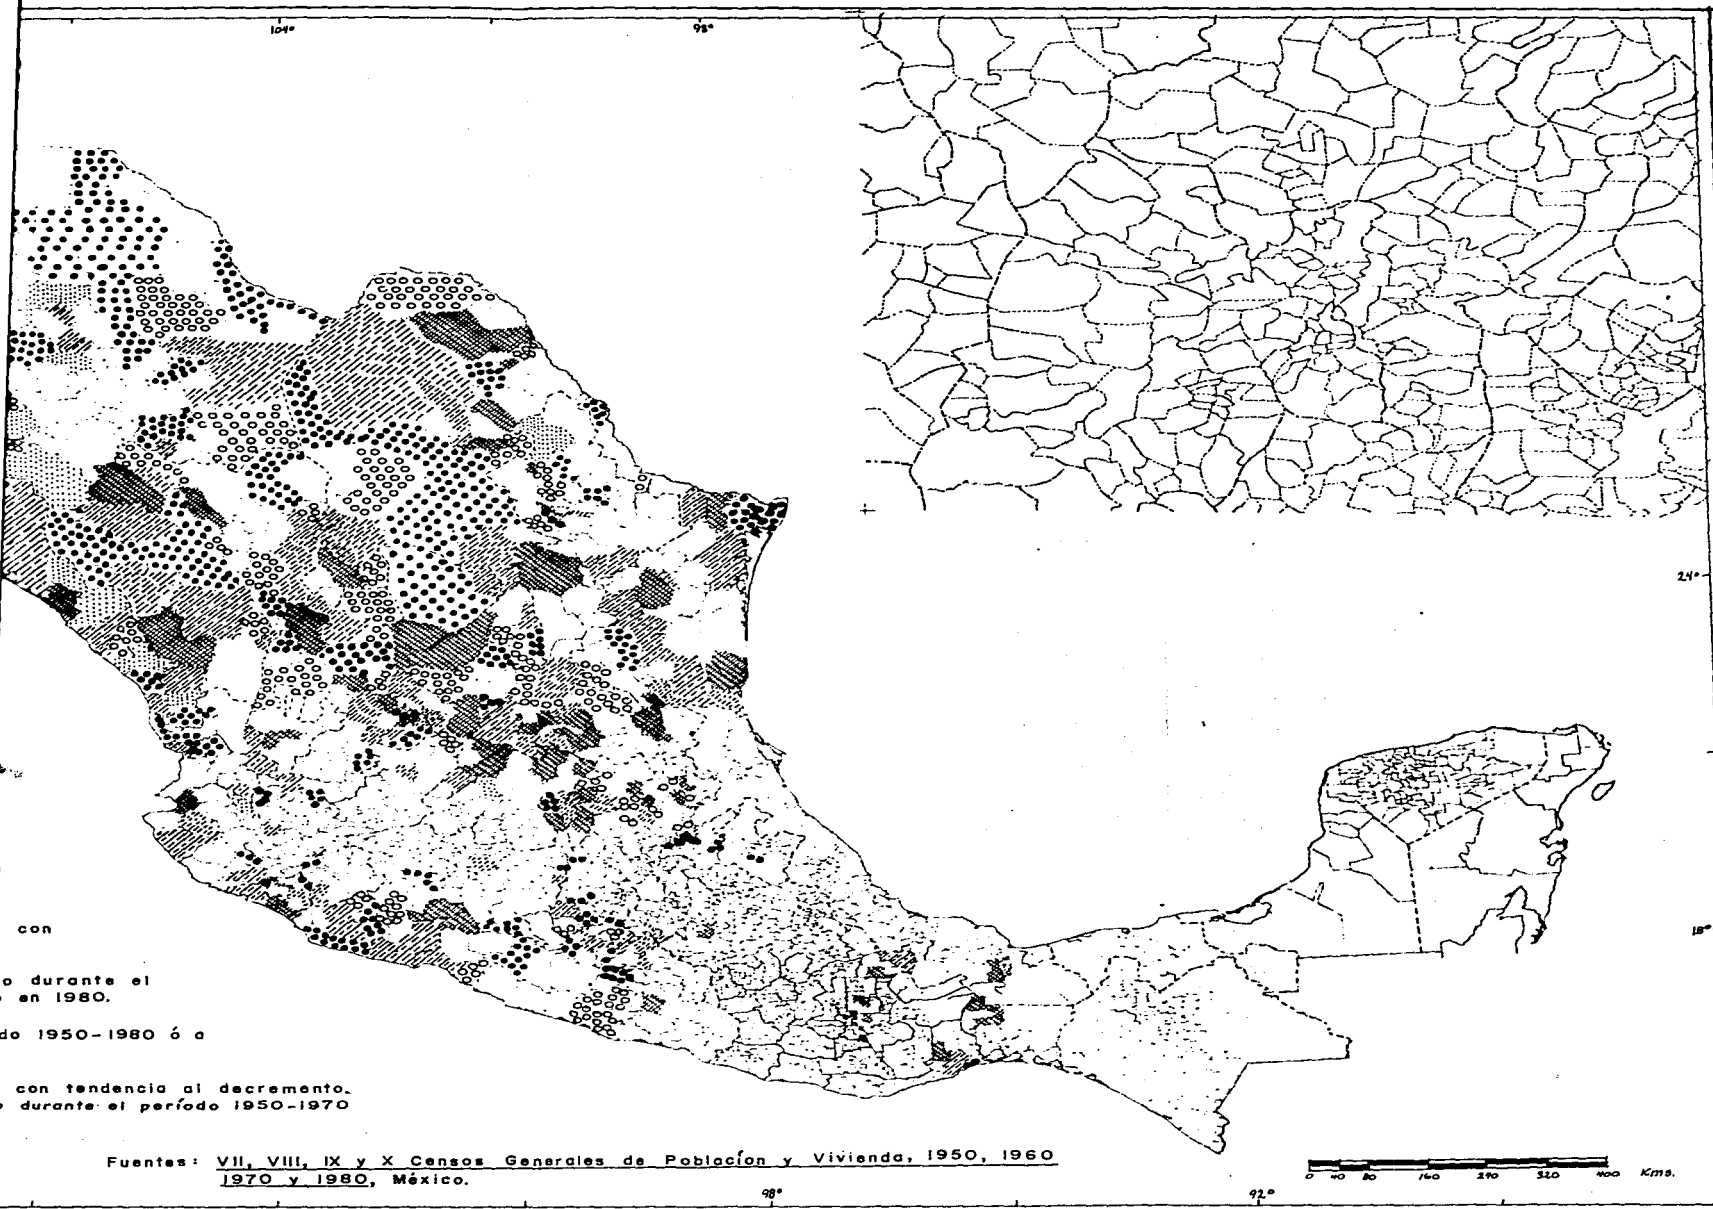 104°
98°
24°
18°
con
o durante el
en 1980.
do 1950-1980 ó a
con tendencia al decremento.
durante el período 1950-1970
Fuentes: VII, VIII, IX y X Censos Generales de Población y Vivienda, 1950, 1960
1970 y 1980, México.
0 40 80 160 240 320 400 Kms.
98°
92°